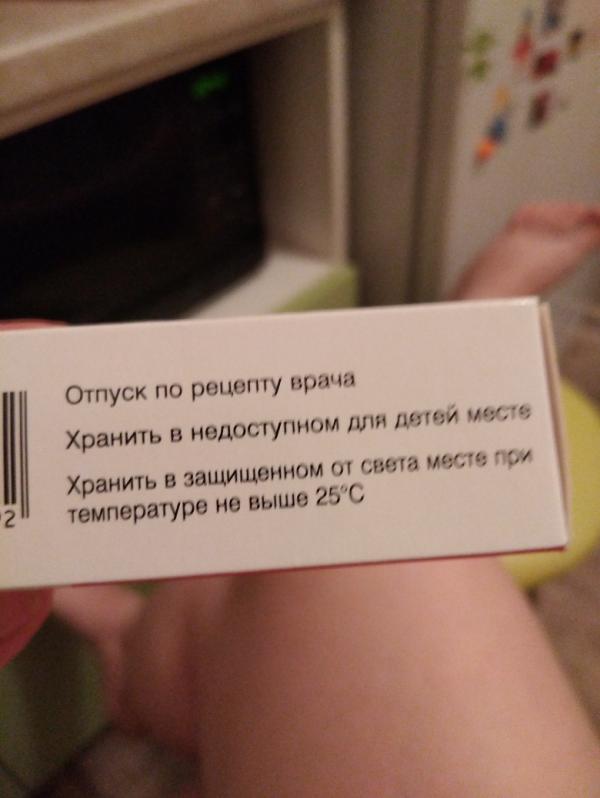 Отпуск по рецепту врача
Хранить в недоступном для детей месте
Хранить в защищенном от света месте при
температуре не выше 25°C
2